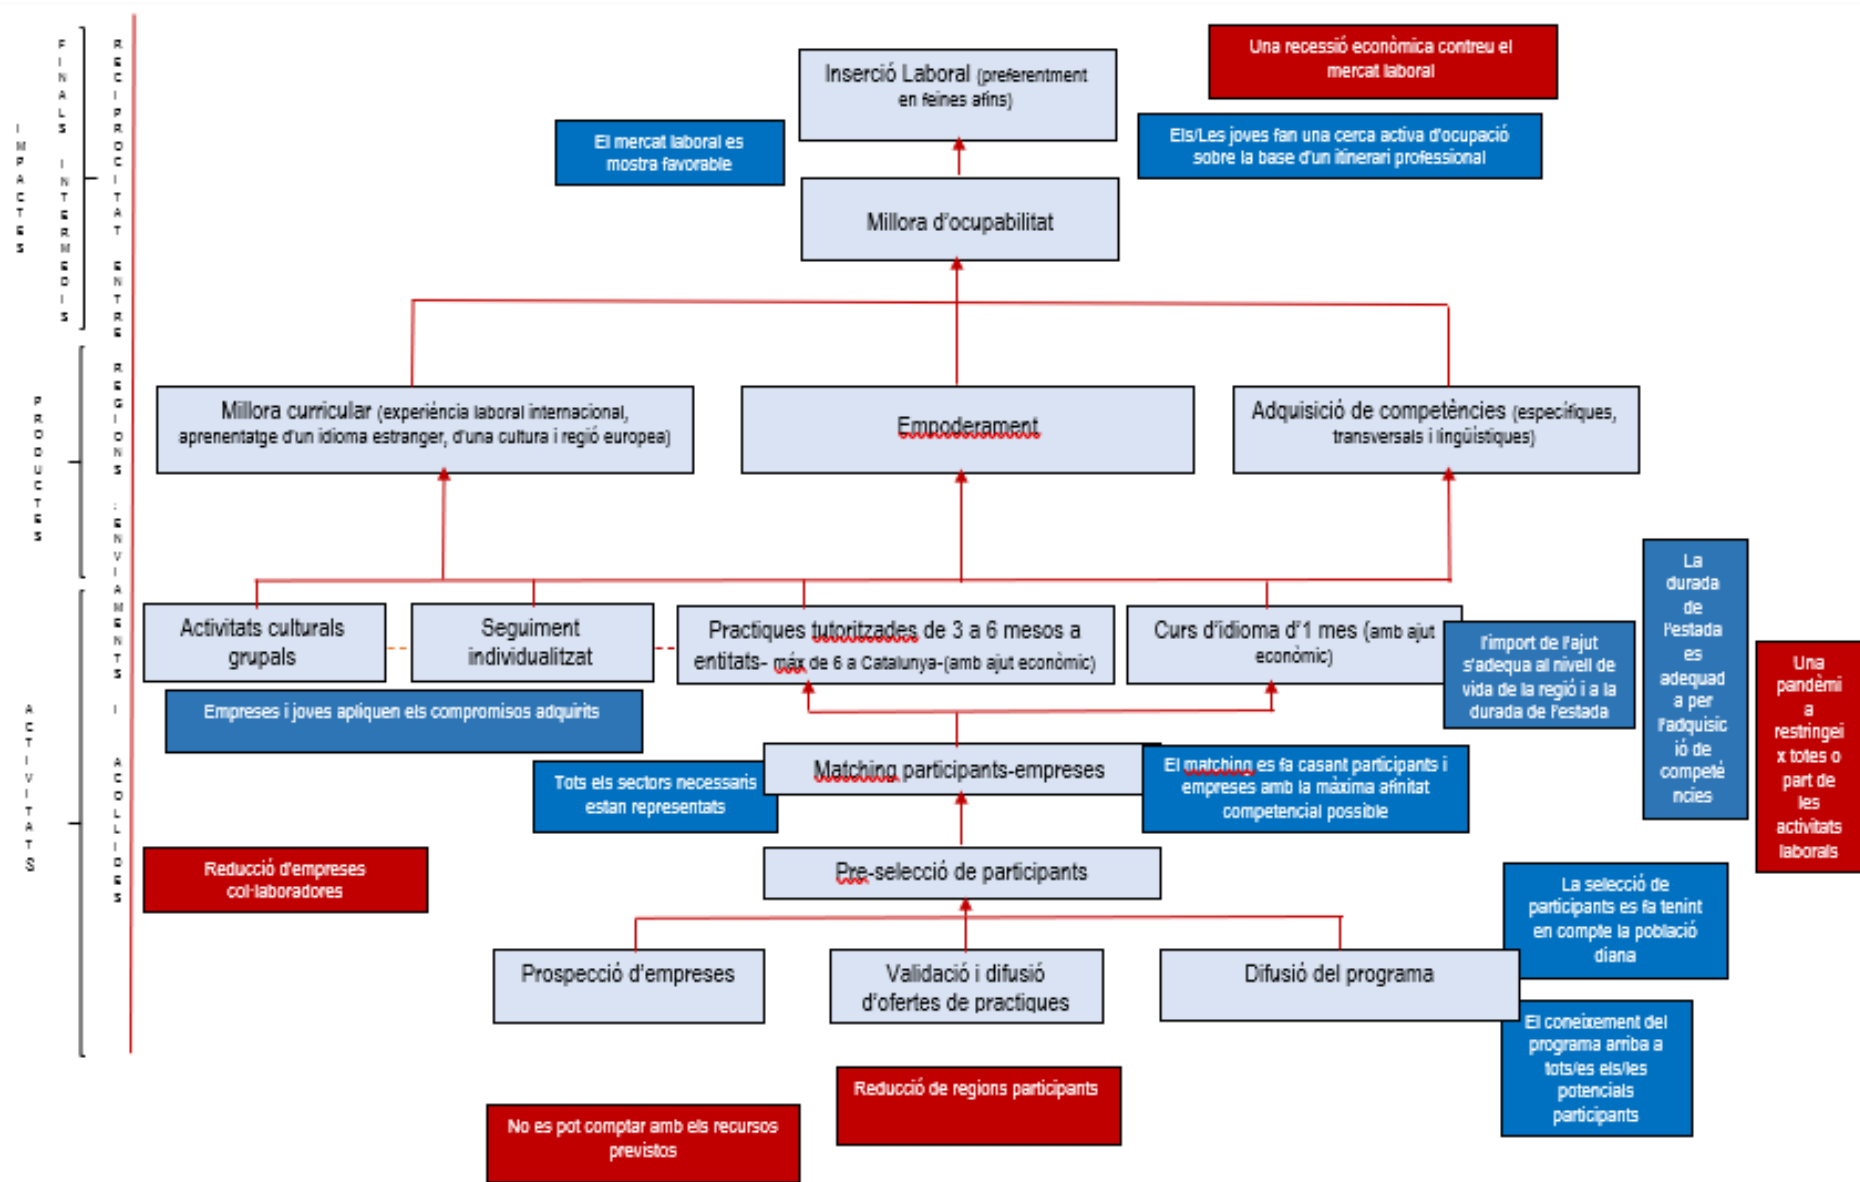 IMPACTES
FINALS INTERMEDIS
RECIPROCITAT ENTRE REGIONS :ENVIAMENTS I ACOLLIDES
PRODUCTES
ACTIVITATS
Una recessió econòmica contreu el
mercat laboral
Inserció Laboral (preferentment
en feines afins)
El mercat laboral es
mostra favorable
Els/Les joves fan una cerca activa d'ocupació
sobre la base d'un itinerari professional
Millora d'ocupabilitat
Millora curricular (experiència laboral internacional,
aprenentatge d'un idioma estranger, d'una cultura i regió europea)
Empoderament
Adquisició de competències (específiques,
transversals i lingüístiques)
Activitats culturals
grupals
Seguiment
individualitzat
Practiques tutoritzades de 3 a 6 mesos a
entitats- máx de 6 a Catalunya-(amb ajut econòmic)
Curs d'idioma d'1 mes (amb ajut
econòmic)
l'import de l'ajut
s'adequa al nivell de
vida de la regió i a la
durada de l'estada
La
durada
de
l'estada
es
adequad
a per
l'adquisic
ió de
competè
ncies
Una
pandèmi
a
restringei
x totes o
part de
les
activitats
laborals
Empreses i joves apliquen els compromisos adquirits
Tots els sectors necessaris
estan representats
Matching participants-empreses
El matching es fa casant participants i
empreses amb la màxima afinitat
competencial possible
Reducció d'empreses
col·laboradores
Pre-selecció de participants
La selecció de
participants es fa tenint
en compte la població
diana
Prospecció d'empreses
Validació i difusió
d'ofertes de practiques
Difusió del programa
El coneixement del
programa arriba a
tots/es els/les
potencials
participants
Reducció de regions participants
No es pot comptar amb els recursos
previstos